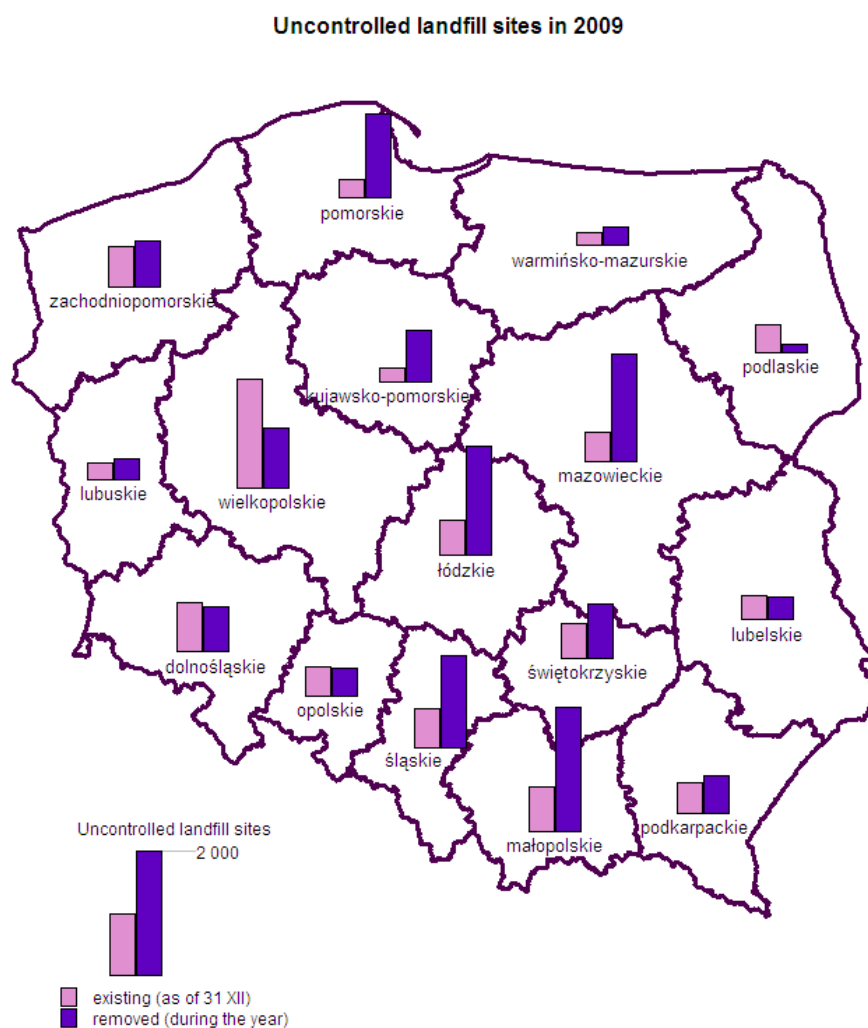 Uncontrolled landfill sites in 2009
pomorskie
warmińsko-mazurskie
zachodniopomorskie
podlaskie
kujawsko-pomorskie
mazowieckie
lubuskie
wielkopolskie
łódzkie
lubelskie
dolnośląskie
świętokrzyskie
opolskie
śląskie
podkarpackie
małopolskie
Uncontrolled landfill sites
2 000
existing (as of 31 XII)
removed (during the year)